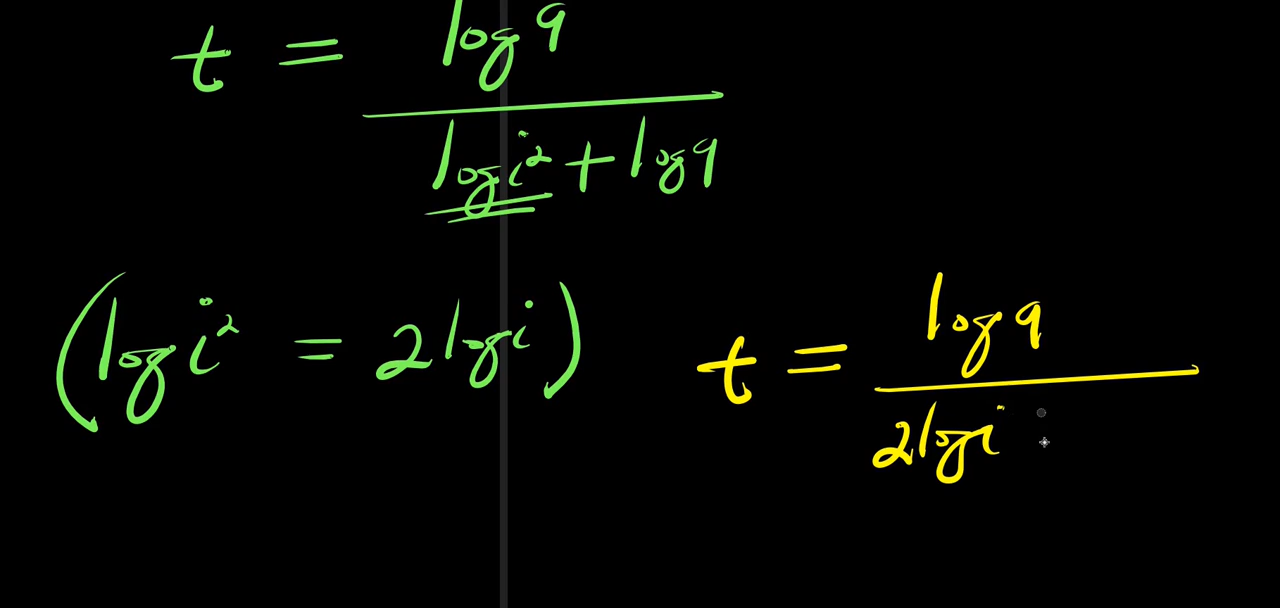 t = log 9
log i² + log 9
(log i² = 2 log i)
t = log 9
2 log i